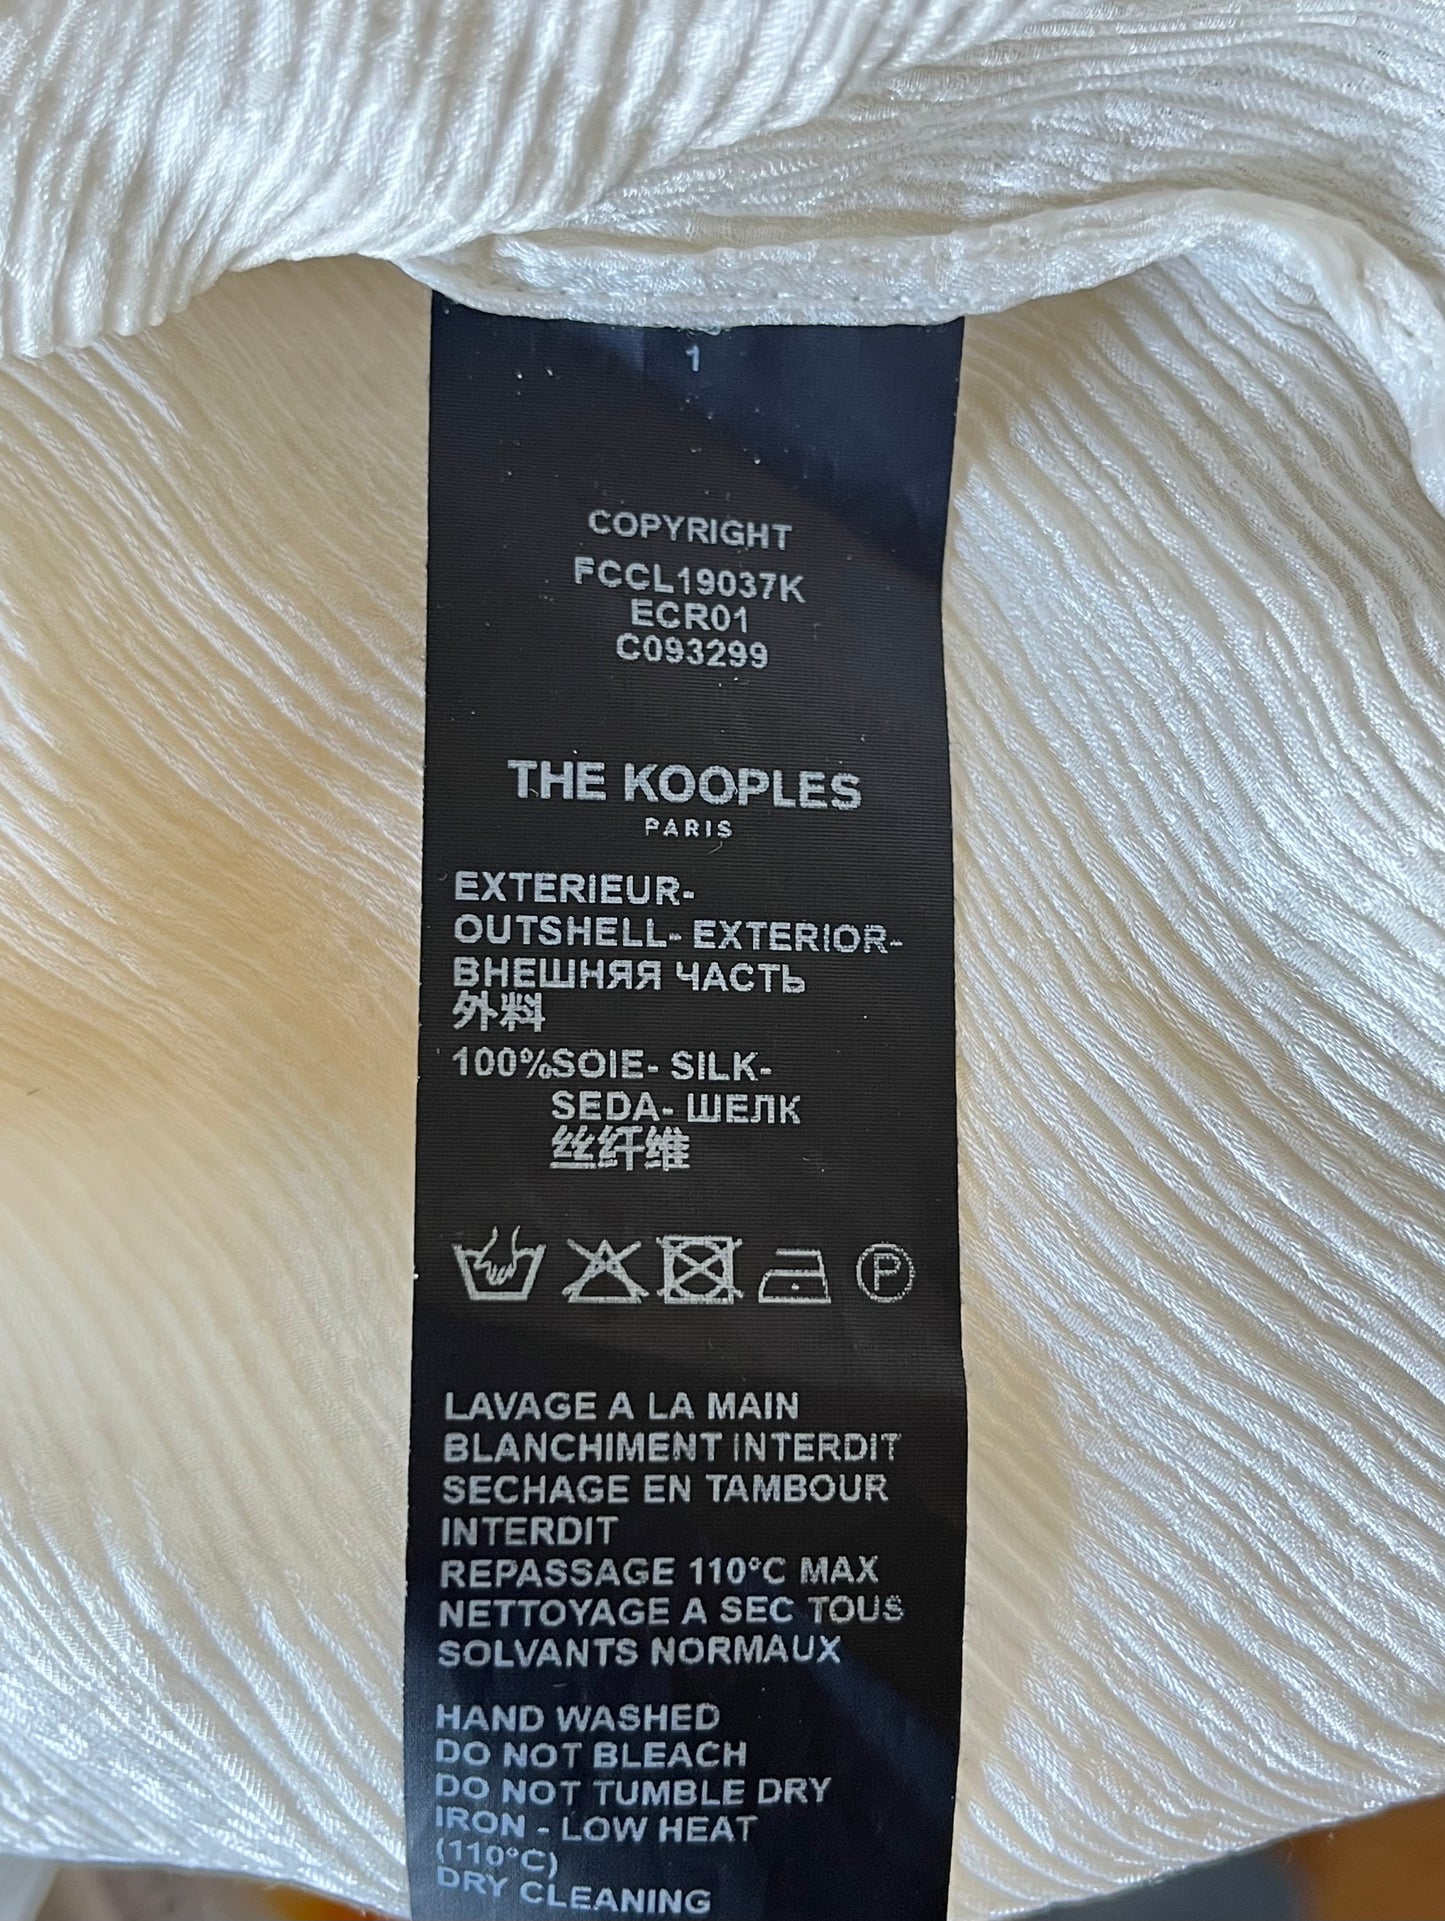 1
COPYRIGHT
FCCL19037K
ECR01
C093299
THE KOOPLES
PARIS
EXTERIEUR-
OUTSHELL- EXTERIOR-
ВНЕШНЯЯ ЧАСТЬ
外料
100%SOIE- SILK-
SEDA- ШЕЛК
丝纤维
P
LAVAGE A LA MAIN
BLANCHIMENT INTERDIT
SECHAGE EN TAMBOUR
INTERDIT
REPASSAGE 110°C MAX
NETTOYAGE A SEC TOUS
SOLVANTS NORMAUX
HAND WASHED
DO NOT BLEACH
DO NOT TUMBLE DRY
IRON - LOW HEAT
(110°C)
DRY CLEANING